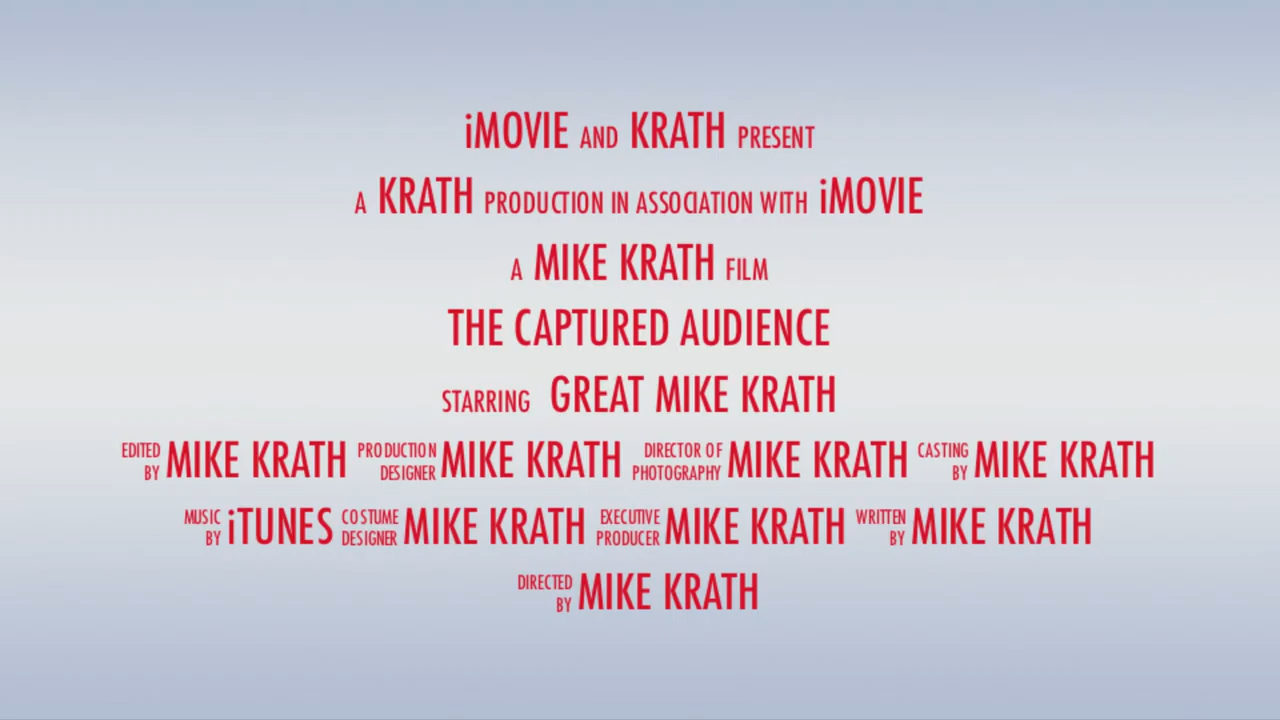 iMOVIE AND KRATH PRESENT
A KRATH PRODUCTION IN ASSOCIATION WITH iMOVIE
A MIKE KRATH FILM
THE CAPTURED AUDIENCE
STARRING GREAT MIKE KRATH
EDITED BY MIKE KRATH PRODUCTION DESIGNER MIKE KRATH DIRECTOR OF PHOTOGRAPHY MIKE KRATH CASTING BY MIKE KRATH
MUSIC BY iTUNES COSTUME DESIGNER MIKE KRATH EXECUTIVE PRODUCER MIKE KRATH WRITTEN BY MIKE KRATH
DIRECTED BY MIKE KRATH